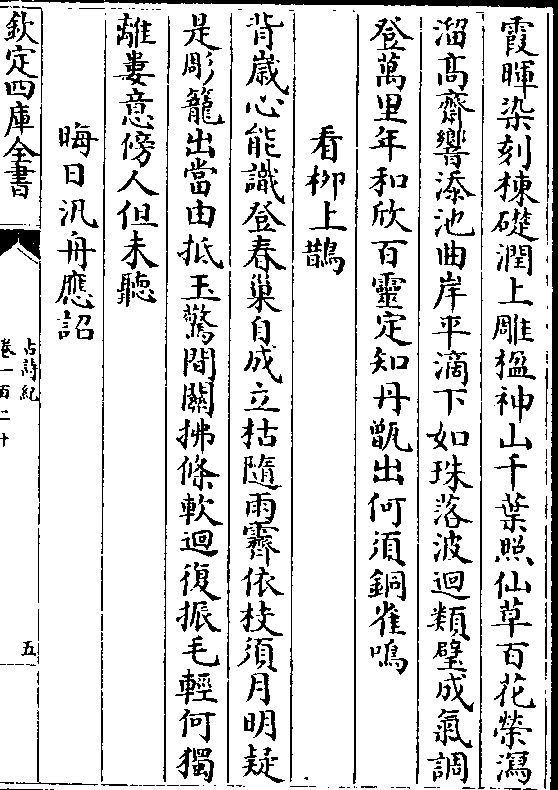 霞暉染刻棟礎潤上雕楹神山千葉照仙草百花榮瀉
溜高齋響添池曲岸平滴下如珠落波迴類璧成氣調
登萬里年和欣百靈定知丹甑出何須銅雀鳴
看柳上鵲
背歲心能識登春巢自成立枯隨雨霽依枝須月明疑
是彫籠出當由抵玉驚間關拂條軟迴復振毛輕何獨
離婁意傍人但未聽
晦日汎舟應詔
欽定四庫全書
古詩紀
卷一百二十
五